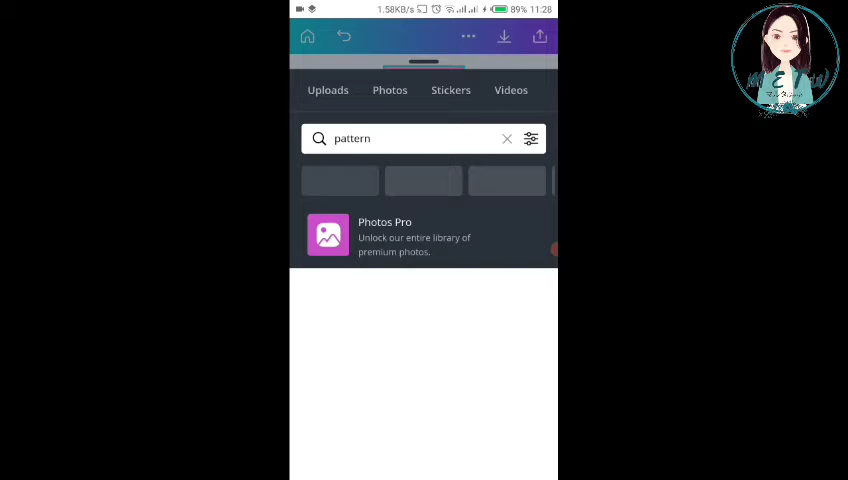 1.58KB/s 89% 11:28
Uploads Photos Stickers Videos
pattern
Photos Pro
Unlock our entire library of
premium photos.